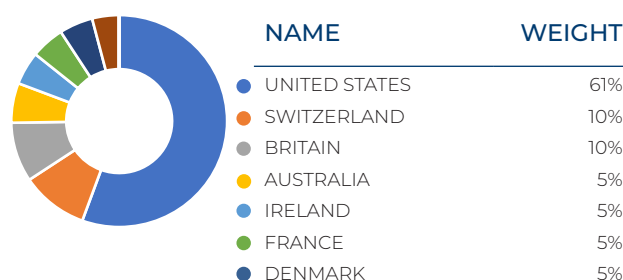 NAME WEIGHT
UNITED STATES 61%
SWITZERLAND 10%
BRITAIN 10%
AUSTRALIA 5%
IRELAND 5%
FRANCE 5%
DENMARK 5%